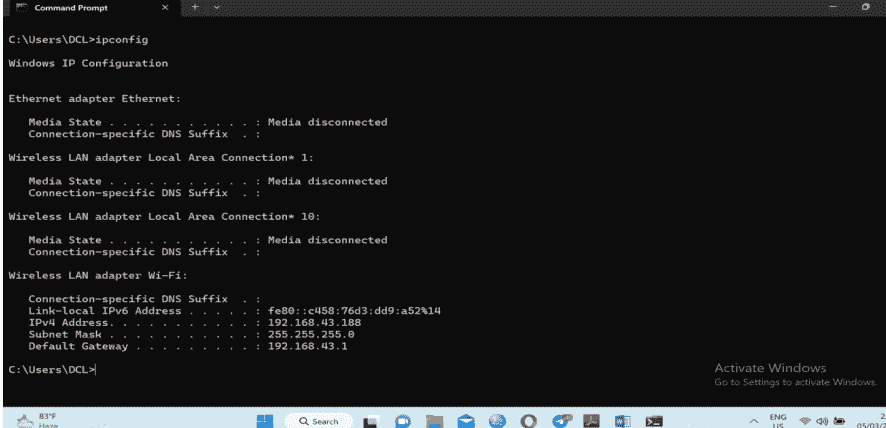 Command Prompt
C:\Users\DCL>ipconfig
Windows IP Configuration
Ethernet adapter Ethernet:
Media State . . . . . . . . . . . : Media disconnected
Connection-specific DNS Suffix . :
Wireless LAN adapter Local Area Connection* 1:
Media State . . . . . . . . . . . : Media disconnected
Connection-specific DNS Suffix . :
Wireless LAN adapter Local Area Connection* 10:
Media State . . . . . . . . . . . : Media disconnected
Connection-specific DNS Suffix . :
Wireless LAN adapter Wi-Fi:
Connection-specific DNS Suffix . :
Link-local IPv6 Address . . . . . : fe80::c458:76d3:dd9:a52%14
IPv4 Address. . . . . . . . . . . : 192.168.43.188
Subnet Mask . . . . . . . . . . . : 255.255.255.0
Default Gateway . . . . . . . . . : 192.168.43.1
C:\Users\DCL>
Activate Windows
Go to Settings to activate Windows.
83°F
Haze
Search
ENG
US
05/03/2